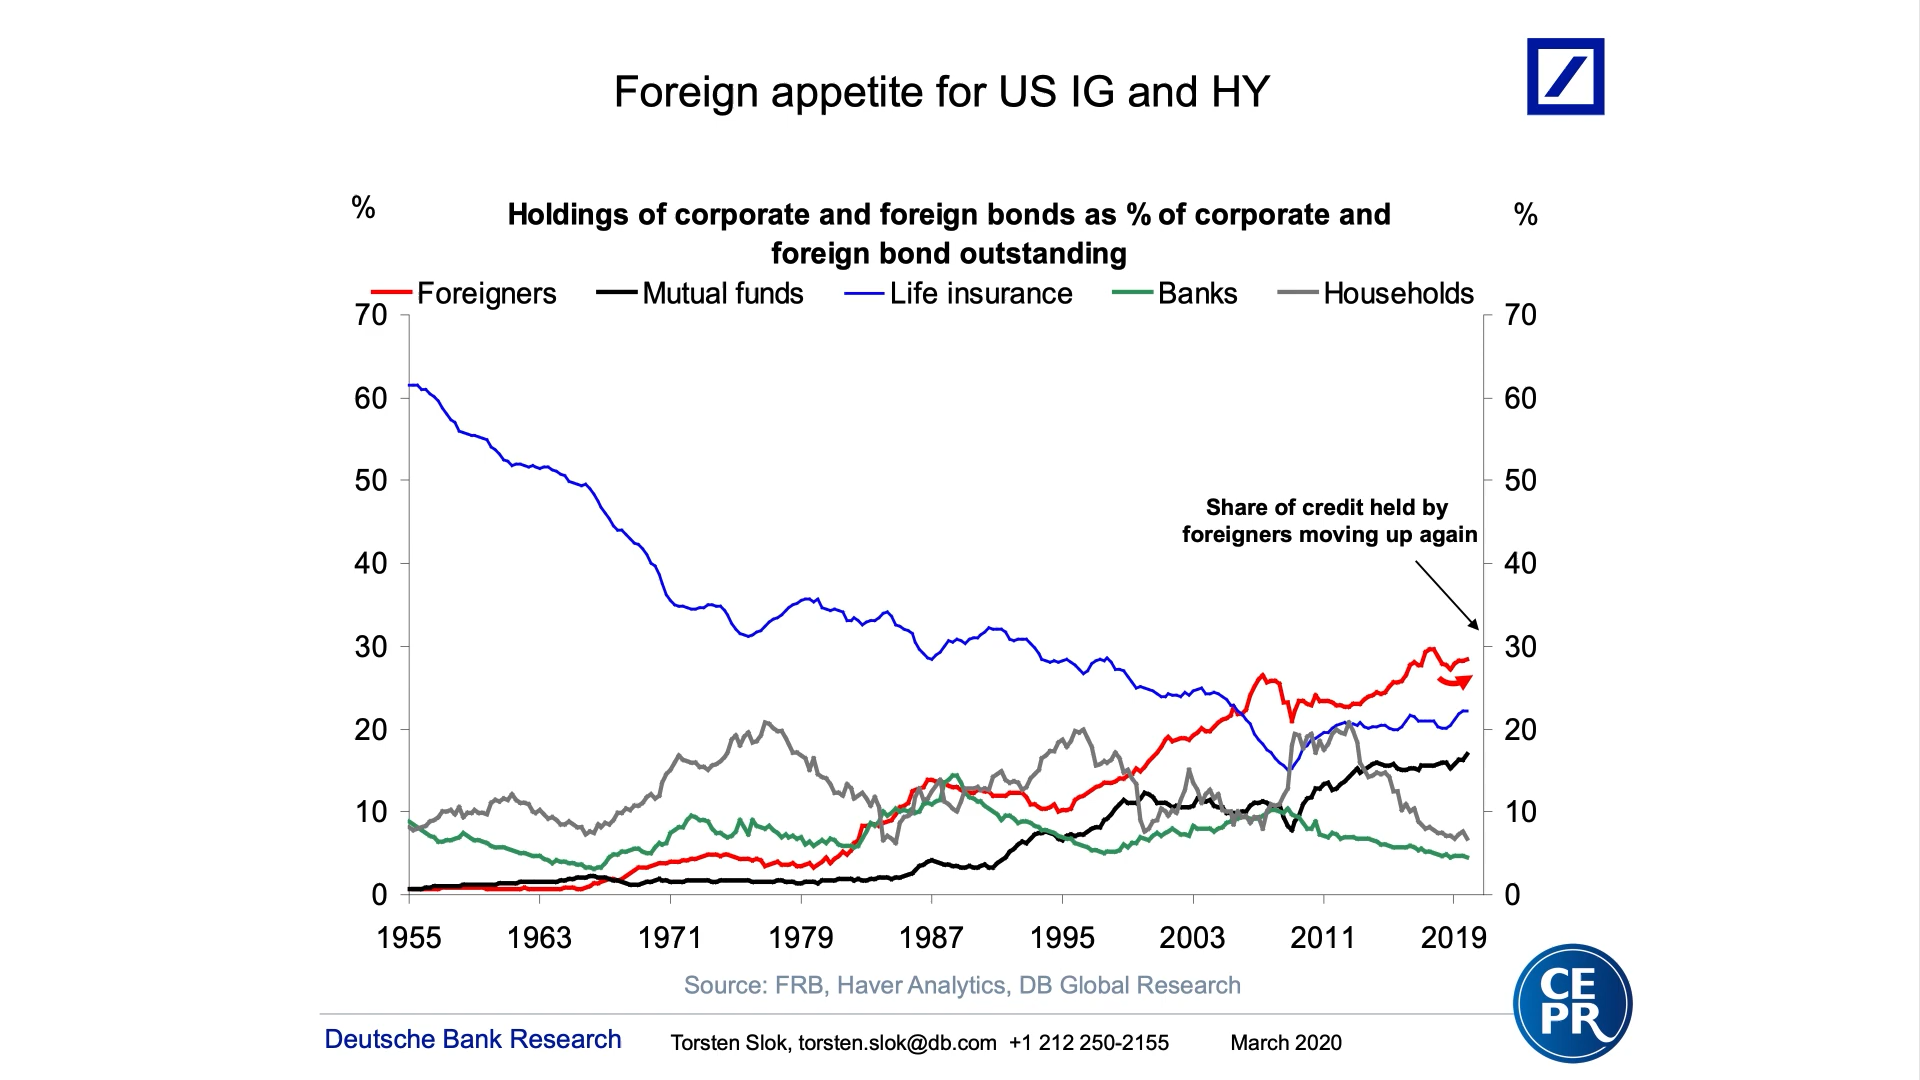 Foreign appetite for US IG and HY
% Holdings of corporate and foreign bonds as % of corporate and %
foreign bond outstanding
Foreigners Mutual funds Life insurance Banks Households
70 70
60 60
50 50
Share of credit held by
foreigners moving up again
40 40
30 30
20 20
10 10
0 0
1955 1963 1971 1979 1987 1995 2003 2011 2019
Source: FRB, Haver Analytics, DB Global Research
CE
PR
Deutsche Bank Research Torsten Slok, torsten.slok@db.com +1 212 250-2155 March 2020